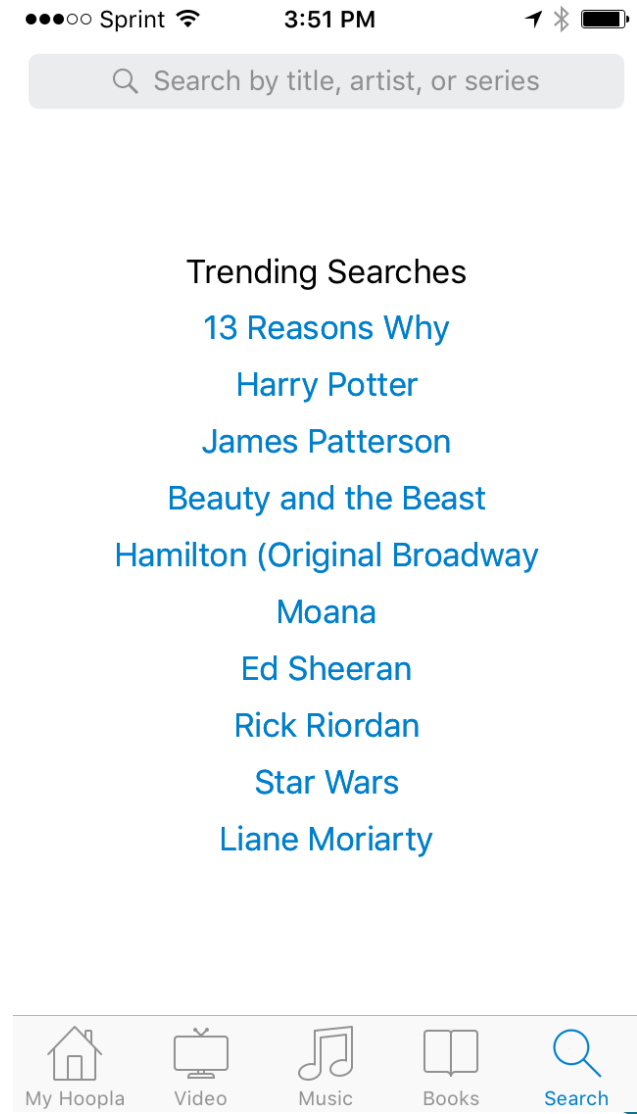 Sprint 3:51 PM
Search by title, artist, or series
Trending Searches
13 Reasons Why
Harry Potter
James Patterson
Beauty and the Beast
Hamilton (Original Broadway
Moana
Ed Sheeran
Rick Riordan
Star Wars
Liane Moriarty
My Hoopla Video Music Books Search